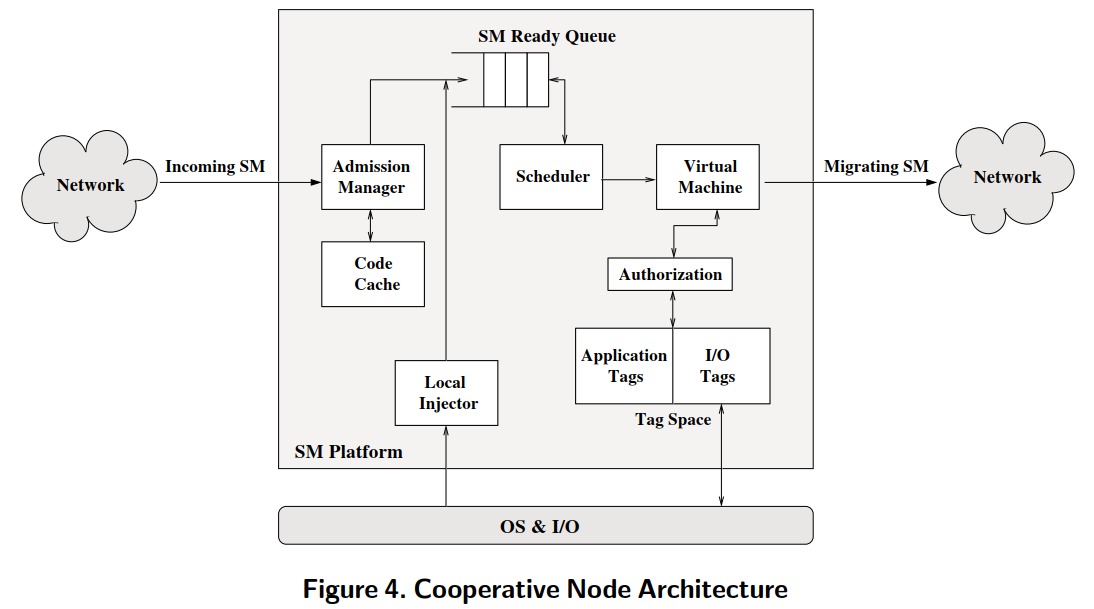 SM Ready Queue
Network
Incoming SM
Admission
Manager
Scheduler
Virtual
Machine
Migrating SM
Network
Code
Cache
Authorization
Application
Tags
I/O
Tags
Local
Injector
Tag Space
SM Platform
OS & I/O
Figure 4. Cooperative Node Architecture